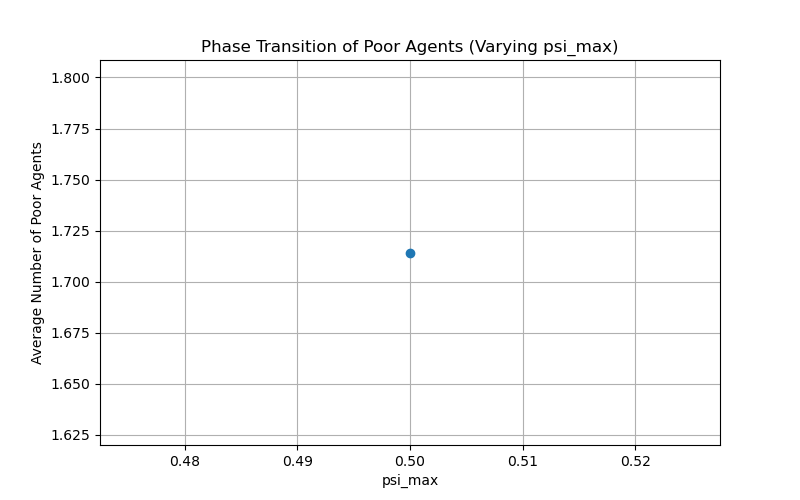 Phase Transition of Poor Agents (Varying psi_max)
Average Number of Poor Agents
1.800
1.775
1.750
1.725
1.700
1.675
1.650
1.625
0.48 0.49 0.50 0.51 0.52
psi_max